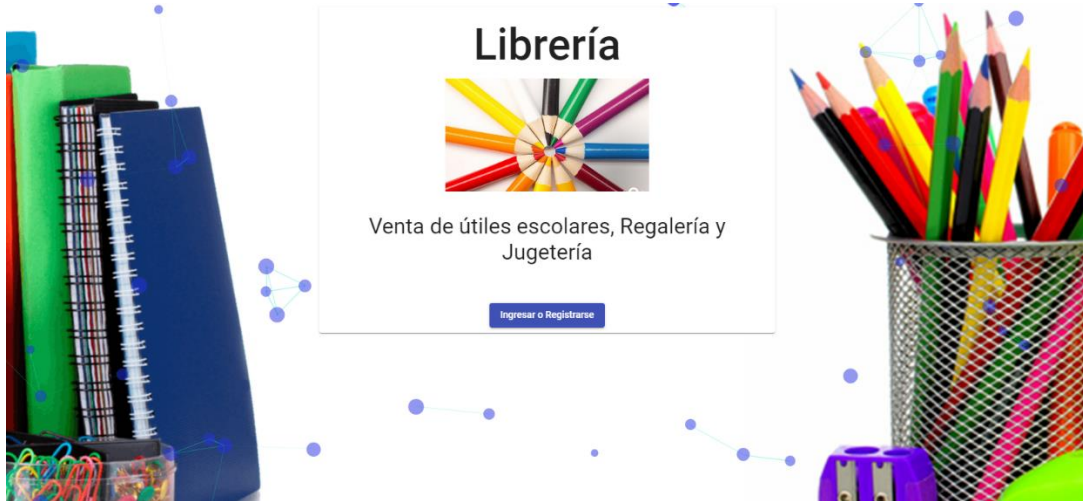 Librería
Venta de útiles escolares, Regalería y
Jugetería
Ingresar o Registrarse